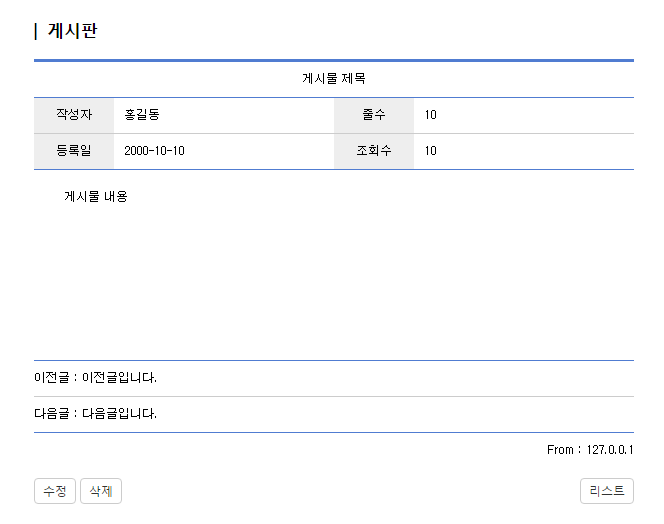 | 게시판
게시물 제목
작성자 홍길동 줄수 10
등록일 2000-10-10 조회수 10
게시물 내용
이전글 : 이전글입니다.
다음글 : 다음글입니다.
From : 127.0.0.1
수정 삭제 리스트